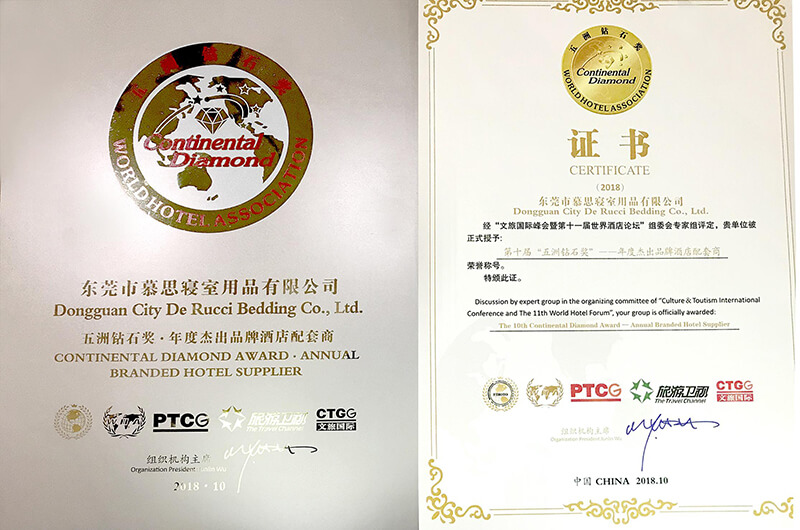 五洲钻石奖
Continental
Diamond
WORLD HOTEL ASSOCIATION
东莞市慕思寝室用品有限公司
Dongguan City De Rucci Bedding Co., Ltd.
五洲钻石奖·年度杰出品牌酒店配套商
CONTINENTAL DIAMOND AWARD · ANNUAL
BRANDED HOTEL SUPPLIER
PTCG
旅游卫视
The Travel Channel
CTGG
文旅国际
组织机构主席
Organization President Justin Wu
2018·10
五洲钻石奖
Continental
Diamond
WORLD HOTEL ASSOCIATION
证书
CERTIFICATE
(2018)
东莞市慕思寝室用品有限公司
Dongguan City De Rucci Bedding Co., Ltd.
经“文旅国际峰会暨第十一届世界酒店论坛”组委会专家组评定，贵单位被
正式授予:
第十届“五洲钻石奖”——年度杰出品牌酒店配套商
荣誉称号。
特颁此证。
Discussion by expert group in the organizing committee of "Culture & Tourism International
Conference and The 11th World Hotel Forum", your group is officially awarded:
The 10th Continental Diamond Award — Annual Branded Hotel Supplier
PTCG
旅游卫视
The Travel Channel
CTGG
文旅国际
组织机构主席
Organization President Justin Wu
中国 CHINA 2018.10